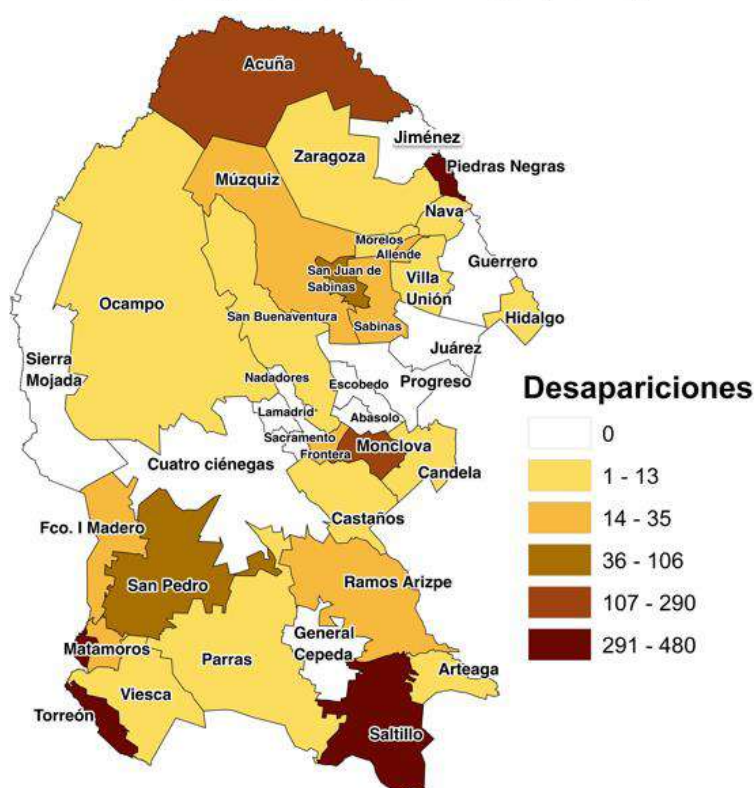 Acuña
Jiménez
Zaragoza
Piedras Negras
Múzquiz
Nava
Morelos
Allende
Guerrero
San Juan de
Sabinas
Villa
Unión
Ocampo
Hidalgo
San Buenaventura
Sabinas
Juárez
Sierra
Mojada
Nadadores
Escobedo
Progreso
Lamadrid
Abasolo
Sacramento
Monclova
Frontera
Cuatro ciénegas
Candela
Castaños
Fco. I Madero
San Pedro
Ramos Arizpe
General
Cepeda
Matamoros
Parras
Arteaga
Viesca
Torreón
Saltillo
Desapariciones
0
1 - 13
14 - 35
36 - 106
107 - 290
291 - 480